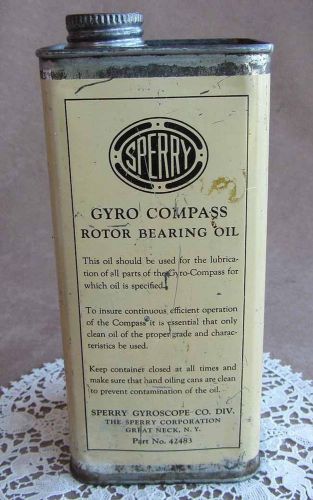 SPERRY
GYRO COMPASS
ROTOR BEARING OIL
This oil should be used for the lubrica-
tion of all parts of the Gyro-Compass for
which oil is specified.
To insure continuous efficient operation
of the Compass it is essential that only
clean oil of the proper grade and charac-
teristics be used.
Keep container closed at all times and
make sure that hand oiling cans are clean
to prevent contamination of the oil.
SPERRY GYROSCOPE CO. DIV.
THE SPERRY CORPORATION
GREAT NECK, N. Y.
Part No. 42483